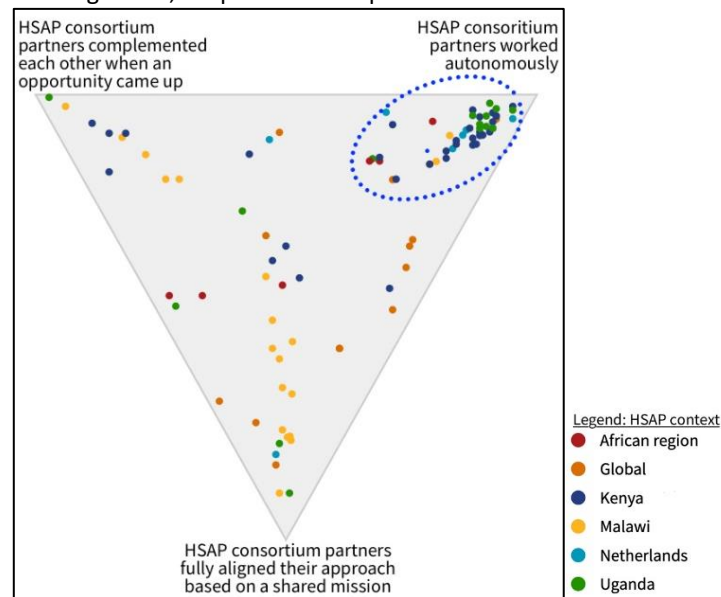 HSAP consortium
partners complemented
each other when an
opportunity came up
HSAP consoritium
partners worked
autonomously
HSAP consortium partners
fully aligned their approach
based on a shared mission
Legend: HSAP context
African region
Global
Kenya
Malawi
Netherlands
Uganda